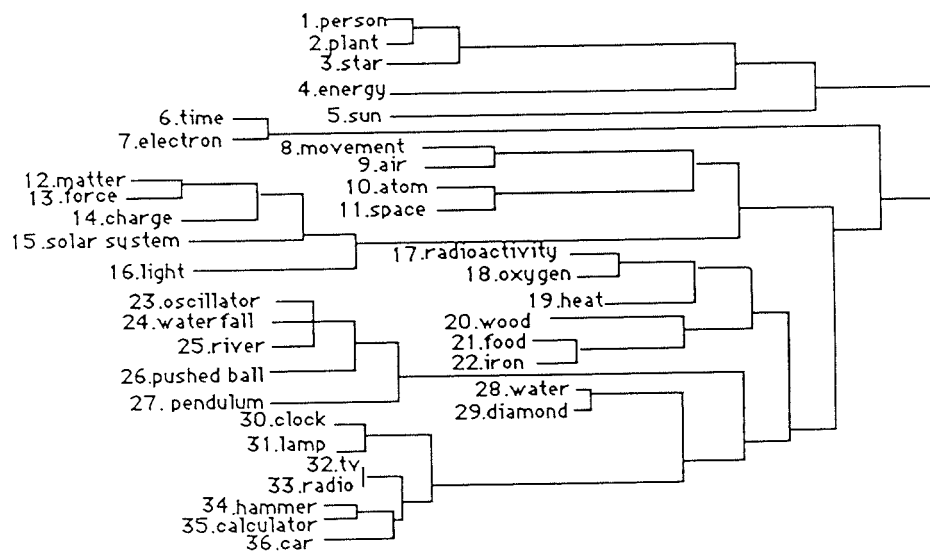 1.person
2.plant
3.star
4.energy
5.sun
6.time
7.electron
8.movement
9.air
10.atom
11.space
12.matter
13.force
14.charge
15.solar system
16.light
17.radioactivity
18.oxygen
19.heat
20.wood
21.food
22.iron
23.oscillator
24.waterfall
25.river
26.pushed ball
27. pendulum
28.water
29.diamond
30.clock
31.lamp
32.tv
33.radio
34.hammer
35.calculator
36.car